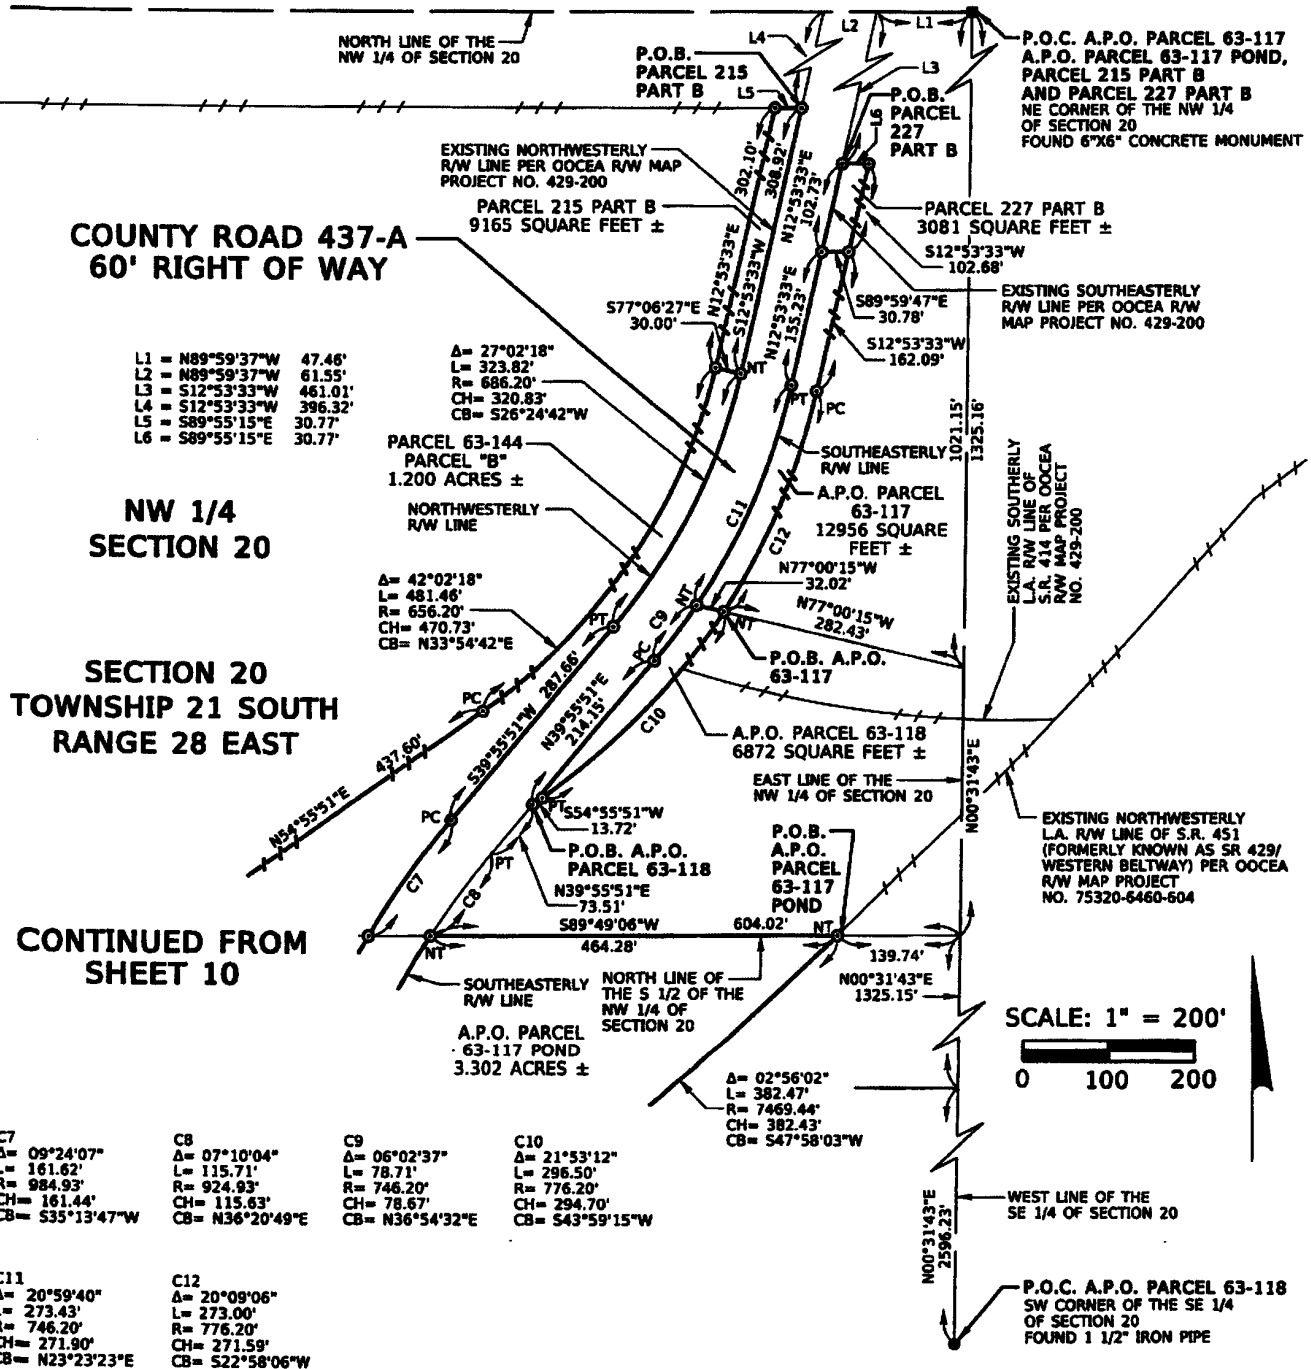 NORTH LINE OF THE
NW 1/4 OF SECTION 20
L4
L2
L1
P.O.B.
PARCEL 215
PART B
L5
L3
P.O.B.
PARCEL
227
PART B
L6
P.O.C. A.P.O. PARCEL 63-117
A.P.O. PARCEL 63-117 POND,
PARCEL 215 PART B
AND PARCEL 227 PART B
NE CORNER OF THE NW 1/4
OF SECTION 20
FOUND 6"X6" CONCRETE MONUMENT
EXISTING NORTHWESTERLY
R/W LINE PER OOCEA R/W MAP
PROJECT NO. 429-200
302.10'
308.92'
N12°53'33"E
102.73'
PARCEL 215 PART B
9165 SQUARE FEET ±
PARCEL 227 PART B
3081 SQUARE FEET ±
S12°53'33"W
102.68'
COUNTY ROAD 437-A
60' RIGHT OF WAY
N12°53'33"E
S12°53'33"W
N12°53'33"E
155.23'
S89°59'47"E
30.78'
EXISTING SOUTHEASTERLY
R/W LINE PER OOCEA R/W
MAP PROJECT NO. 429-200
S77°06'27"E
30.00'
S12°53'33"W
162.09'
L1 = N89°59'37"W 47.46'
L2 = N89°59'37"W 61.55'
L3 = S12°53'33"W 461.01'
L4 = S12°53'33"W 396.32'
L5 = S89°55'15"E 30.77'
L6 = S89°55'15"E 30.77'
Δ= 27°02'18"
L= 323.82'
R= 686.20'
CH= 320.83'
CB= S26°24'42"W
NT
PT
PC
1021.15'
1325.16'
PARCEL 63-144
PARCEL "B"
1.200 ACRES ±
SOUTHEASTERLY
R/W LINE
NORTHWESTERLY
R/W LINE
A.P.O. PARCEL
63-117
12956 SQUARE
FEET ±
C11
C12
EXISTING SOUTHERLY
L.A. R/W LINE OF
S.R. 414 PER OOCEA
R/W MAP PROJECT
NO. 429-200
NW 1/4
SECTION 20
Δ= 42°02'18"
L= 481.46'
R= 656.20'
CH= 470.73'
CB= N33°54'42"E
N77°00'15"W
32.02'
N77°00'15"W
282.43'
NT
NT
C9
PT
PC
P.O.B. A.P.O.
63-117
SECTION 20
TOWNSHIP 21 SOUTH
RANGE 28 EAST
PC
437.60'
N54°55'51"E
287.66'
S39°55'51"W
N39°55'51"E
214.15'
C10
A.P.O. PARCEL 63-118
6872 SQUARE FEET ±
EAST LINE OF THE
NW 1/4 OF SECTION 20
N00°31'43"E
EXISTING NORTHWESTERLY
L.A. R/W LINE OF S.R. 451
(FORMERLY KNOWN AS SR 429/
WESTERN BELTWAY) PER OOCEA
R/W MAP PROJECT
NO. 75320-6460-604
PC
PT
S54°55'51"W
13.72'
P.O.B. A.P.O.
PARCEL 63-118
PT
N39°55'51"E
73.51'
P.O.B.
A.P.O.
PARCEL
63-117
POND
C7
C8
CONTINUED FROM
SHEET 10
NT
S89°49'06"W
604.02'
464.28'
NT
139.74'
SOUTHEASTERLY
R/W LINE
NORTH LINE OF
THE S 1/2 OF THE
NW 1/4 OF
SECTION 20
N00°31'43"E
1325.15'
A.P.O. PARCEL
63-117 POND
3.302 ACRES ±
SCALE: 1" = 200'
0 100 200
Δ= 02°56'02"
L= 382.47'
R= 7469.44'
CH= 382.43'
CB= S47°58'03"W
C7
Δ= 09°24'07"
L= 161.62'
R= 984.93'
CH= 161.44'
CB= S35°13'47"W
C8
Δ= 07°10'04"
L= 115.71'
R= 924.93'
CH= 115.63'
CB= N36°20'49"E
C9
Δ= 06°02'37"
L= 78.71'
R= 746.20'
CH= 78.67'
CB= N36°54'32"E
C10
Δ= 21°53'12"
L= 296.50'
R= 776.20'
CH= 294.70'
CB= S43°59'15"W
N00°31'43"E
2596.23'
WEST LINE OF THE
SE 1/4 OF SECTION 20
C11
Δ= 20°59'40"
L= 273.43'
R= 746.20'
CH= 271.90'
CB= N23°23'23"E
C12
Δ= 20°09'06"
L= 273.00'
R= 776.20'
CH= 271.59'
CB= S22°58'06"W
P.O.C. A.P.O. PARCEL 63-118
SW CORNER OF THE SE 1/4
OF SECTION 20
FOUND 1 1/2" IRON PIPE